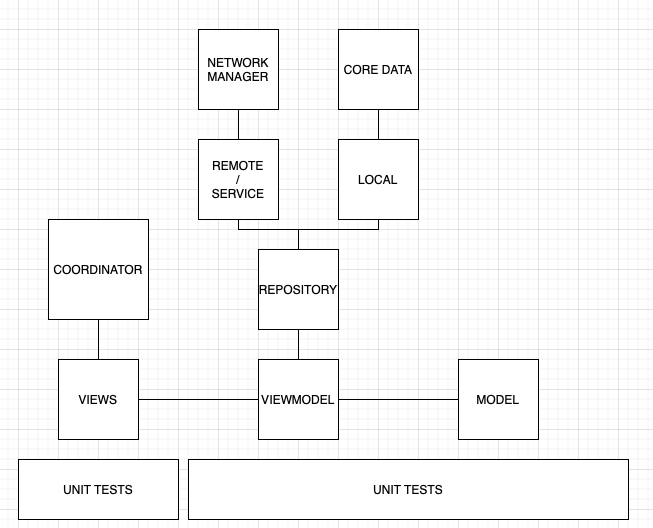 NETWORK
MANAGER
CORE DATA
REMOTE
/
SERVICE
LOCAL
COORDINATOR
REPOSITORY
VIEWS
VIEWMODEL
MODEL
UNIT TESTS
UNIT TESTS